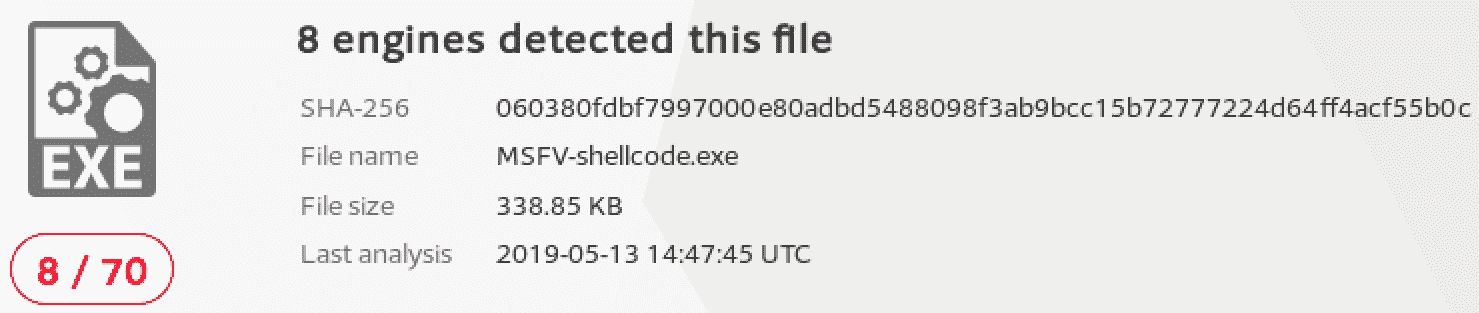 8 engines detected this file
SHA-256 060380fdbf7997000e80adbd5488098f3ab9bcc15b72777224d64ff4acf55b0c
File name MSFV-shellcode.exe
File size 338.85 KB
Last analysis 2019-05-13 14:47:45 UTC
EXE
8 / 70